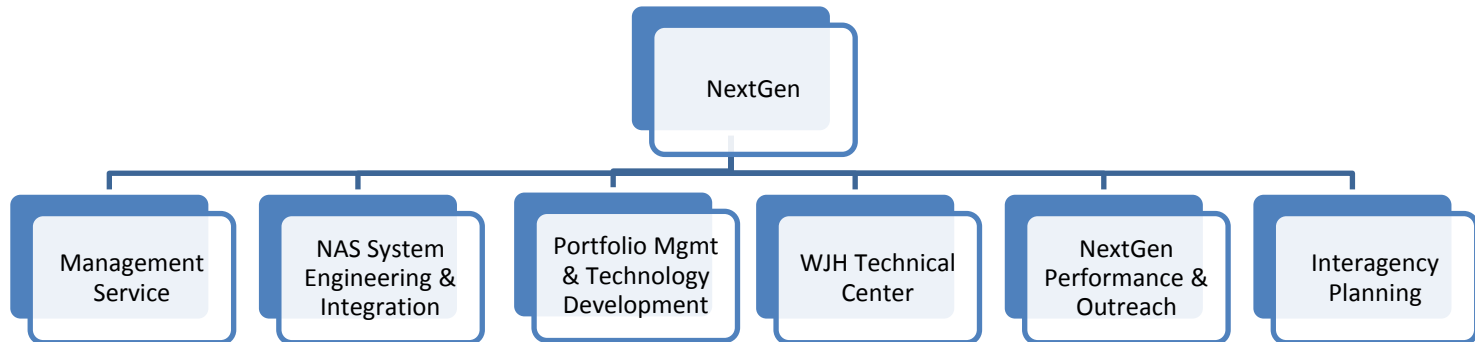 NextGen
Management
Service
NAS System
Engineering &
Integration
Portfolio Mgmt
& Technology
Development
WJH Technical
Center
NextGen
Performance &
Outreach
Interagency
Planning